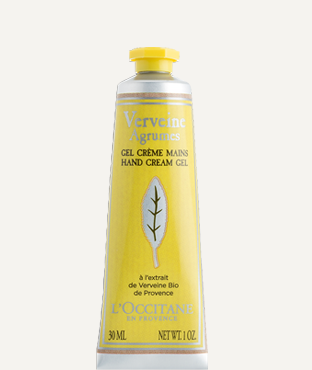 Verveine
Agrumes
GEL CRÈME MAINS
HAND CREAM GEL
à l'extrait
de Verveine Bio
de Provence
L'OCCITANE
EN PROVENCE
30 ML NET WT. 1 OZ.